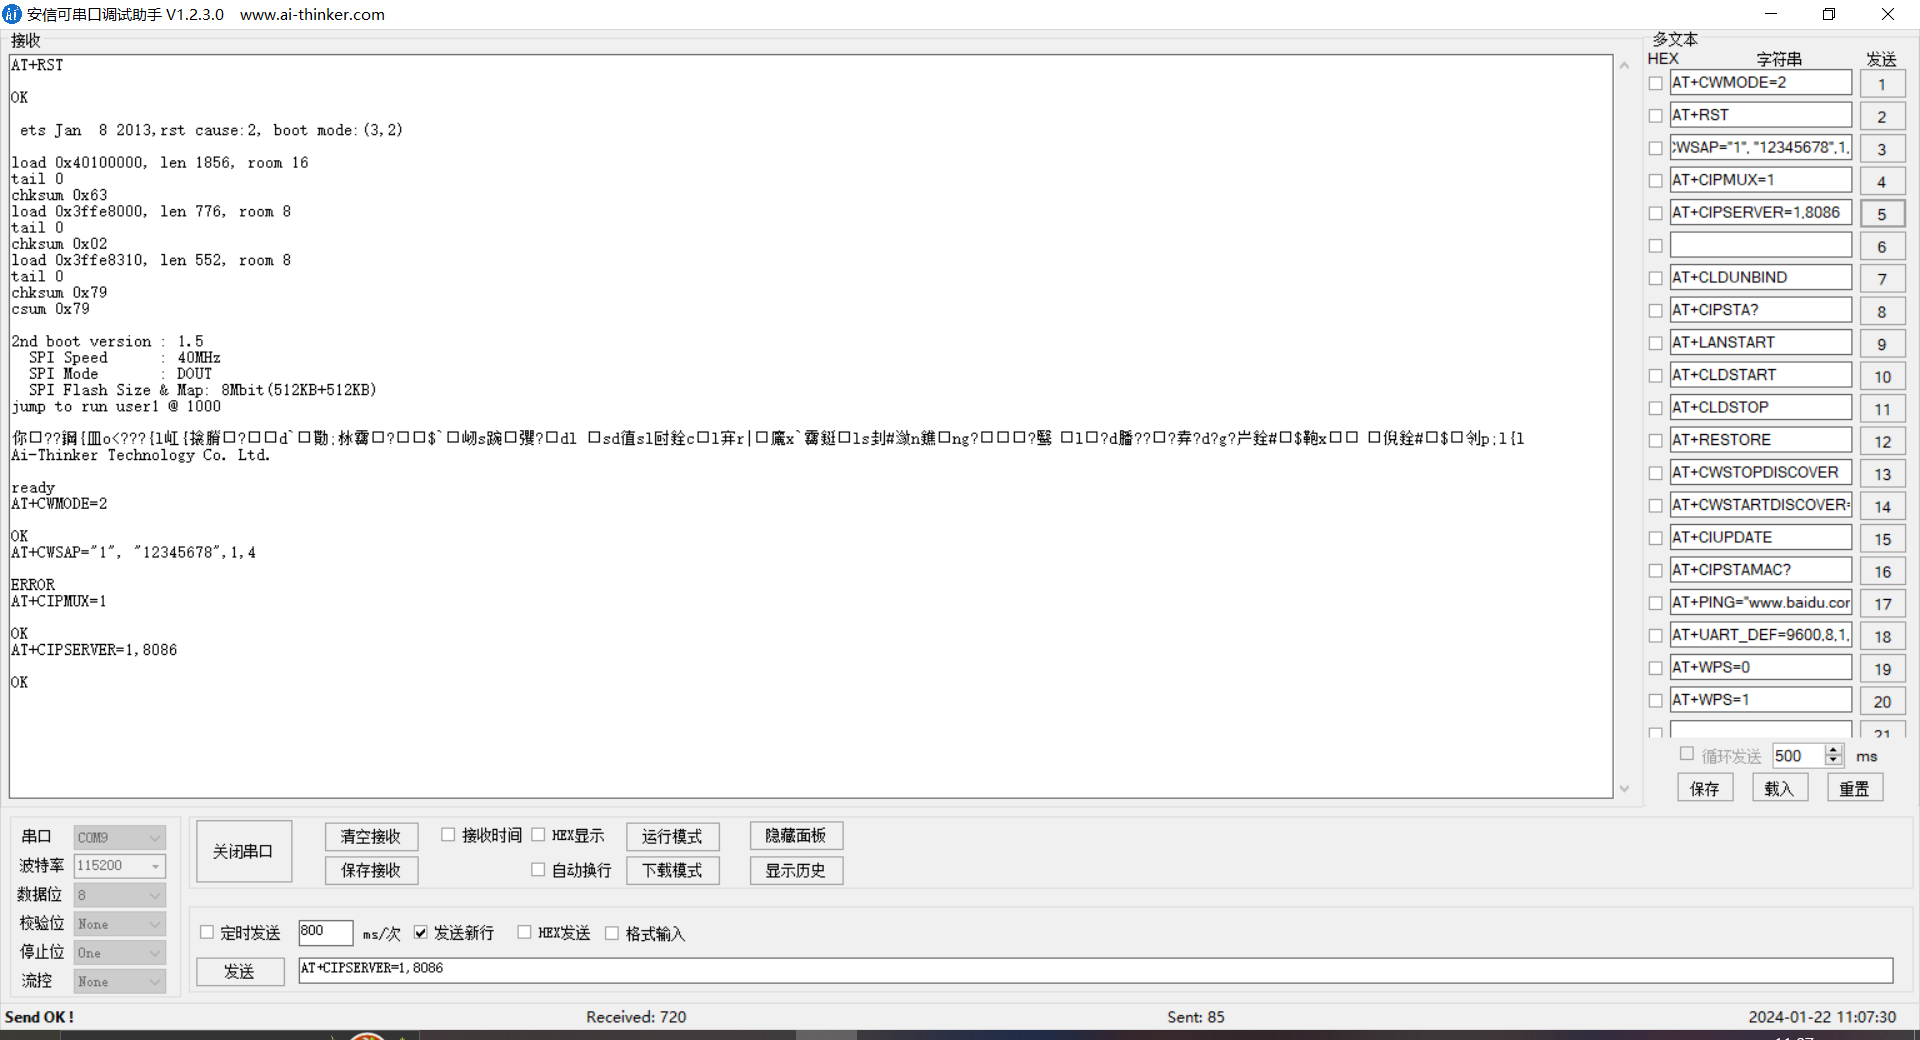 安信可串口调试助手 V1.2.3.0    www.ai-thinker.com
接收
AT+RST
OK
ets Jan  8 2013,rst cause:2, boot mode:(3,2)
load 0x40100000, len 1856, room 16
tail 0
chksum 0x63
load 0x3ffe8000, len 776, room 8
tail 0
chksum 0x02
load 0x3ffe8310, len 552, room 8
tail 0
chksum 0x79
csum 0x79
2nd boot version : 1.5
SPI Speed      : 40MHz
SPI Mode       : DOUT
SPI Flash Size & Map: 8Mbit(512KB+512KB)
jump to run user1 @ 1000
Ai-Thinker Technology Co. Ltd.
ready
AT+CWMODE=2
OK
AT+CWSAP="1", "12345678",1,4
ERROR
AT+CIPMUX=1
OK
AT+CIPSERVER=1,8086
OK
多文本
HEX 字符串 发送
AT+CWMODE=2 1
AT+RST 2
CWSAP="1", "12345678",1, 3
AT+CIPMUX=1 4
AT+CIPSERVER=1,8086 5
6
AT+CLDUNBIND 7
AT+CIPSTA? 8
AT+LANSTART 9
AT+CLDSTART 10
AT+CLDSTOP 11
AT+RESTORE 12
AT+CWSTOPDISCOVER 13
AT+CWSTARTDISCOVER= 14
AT+CIUPDATE 15
AT+CIPSTAMAC? 16
AT+PING="www.baidu.cor 17
AT+UART_DEF=9600,8,1, 18
AT+WPS=0 19
AT+WPS=1 20
21
循环发送 500 ms
保存 载入 重置
串口 COM9
波特率 115200
数据位 8
校验位 None
停止位 One
流控 None
关闭串口
清空接收 接收时间 HEX显示 运行模式 隐藏面板
保存接收 自动换行 下载模式 显示历史
定时发送 800 ms/次 发送新行 HEX发送 格式输入
发送 AT+CIPSERVER=1,8086
Send OK! Received: 720 Sent: 85 2024-01-22 11:07:30